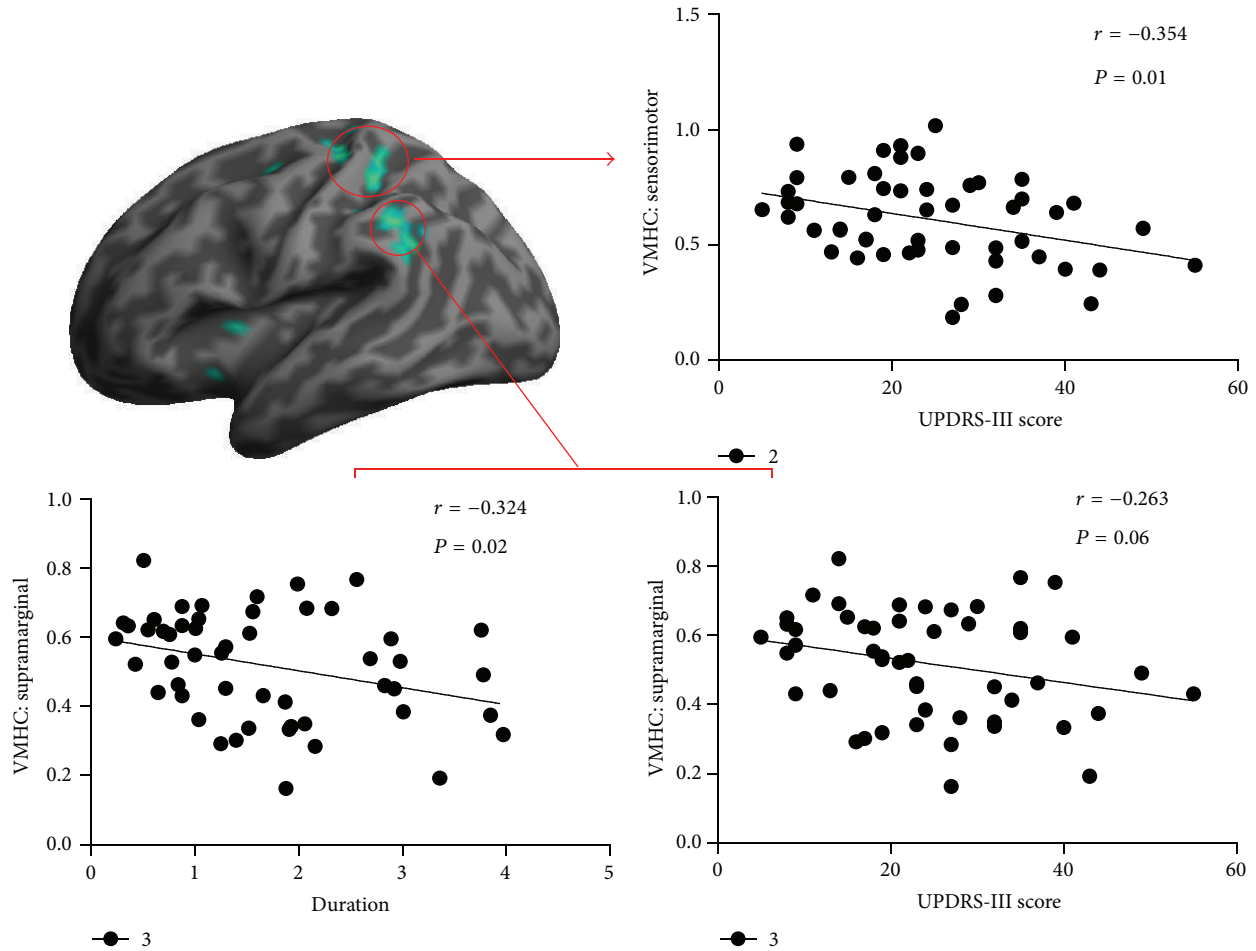 1.5
1.0
0.5
0.0
VMHC: sensorimotor
r = −0.354
P = 0.01
0
20
40
60
UPDRS-III score
2
1.0
0.8
0.6
0.4
0.2
0.0
VMHC: supramarginal
r = −0.324
P = 0.02
0
1
2
3
4
5
Duration
3
1.0
0.8
0.6
0.4
0.2
0.0
VMHC: supramarginal
r = −0.263
P = 0.06
0
20
40
60
UPDRS-III score
3